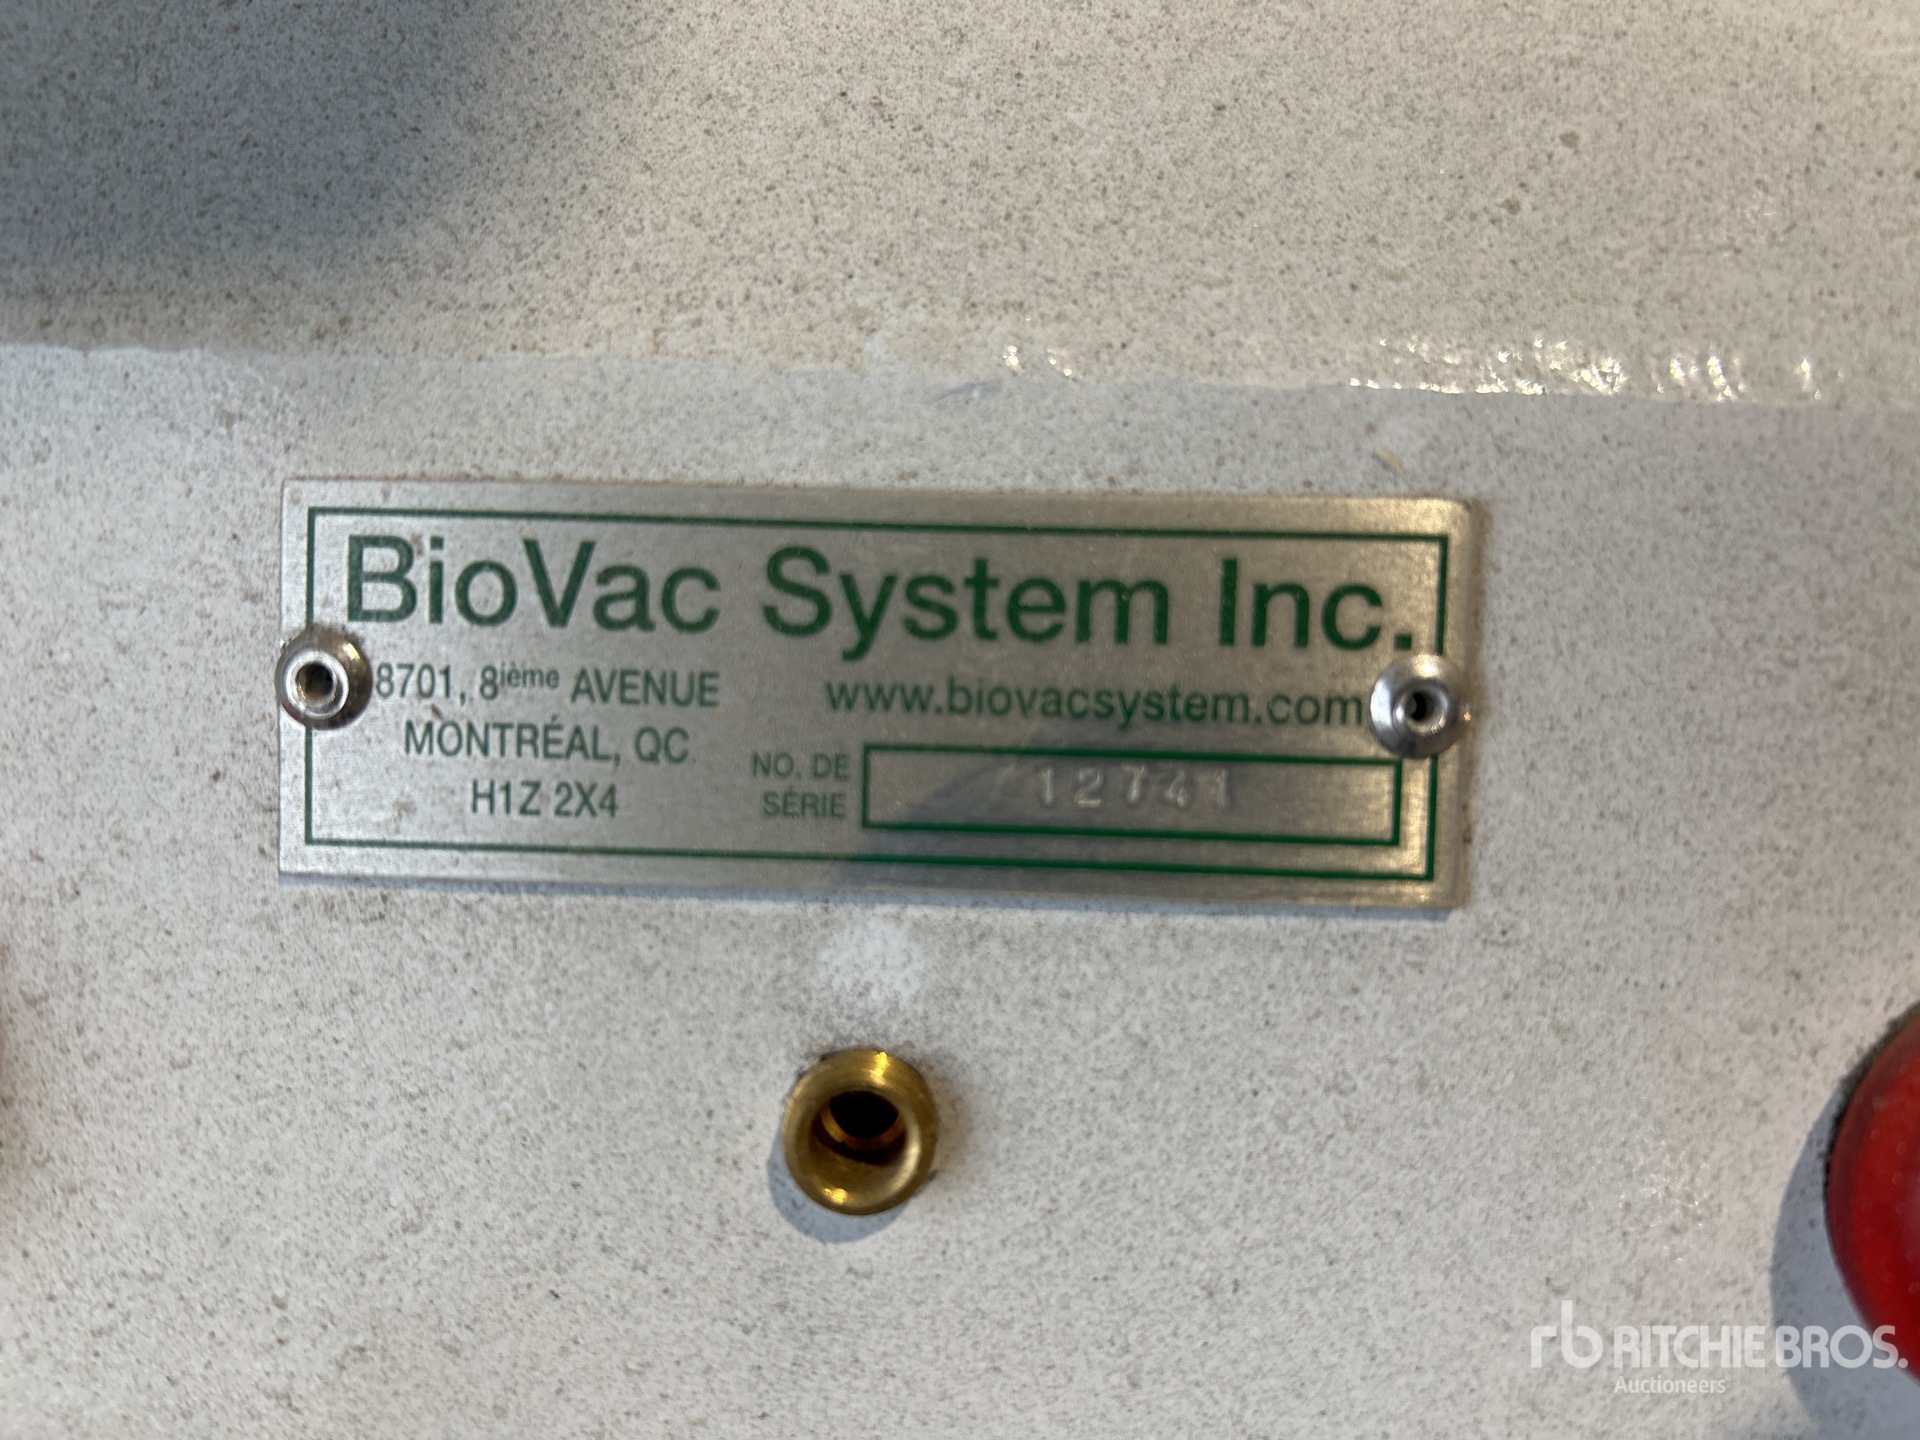 BioVac System Inc.
8701, 8ième AVENUE
MONTRÉAL, QC
H1Z 2X4
www.biovacsystem.com
NO. DE
SÉRIE
12741
rb RITCHIE BROS.
Auctioneers